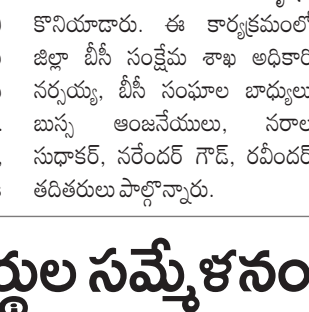 కొనియాడారు. ఈ కార్యక్రమంలో
జిల్లా బీసీ సంక్షేమ శాఖ అధికారి
నర్సయ్య, బీసీ సంఘాల బాధ్యులు
బుస్స ఆంజనేయులు, నరాల
సుధాకర్, నరేందర్ గౌడ్, రవీందర్
తదితరులు పాల్గొన్నారు.
ర్థుల సమ్మేళనం